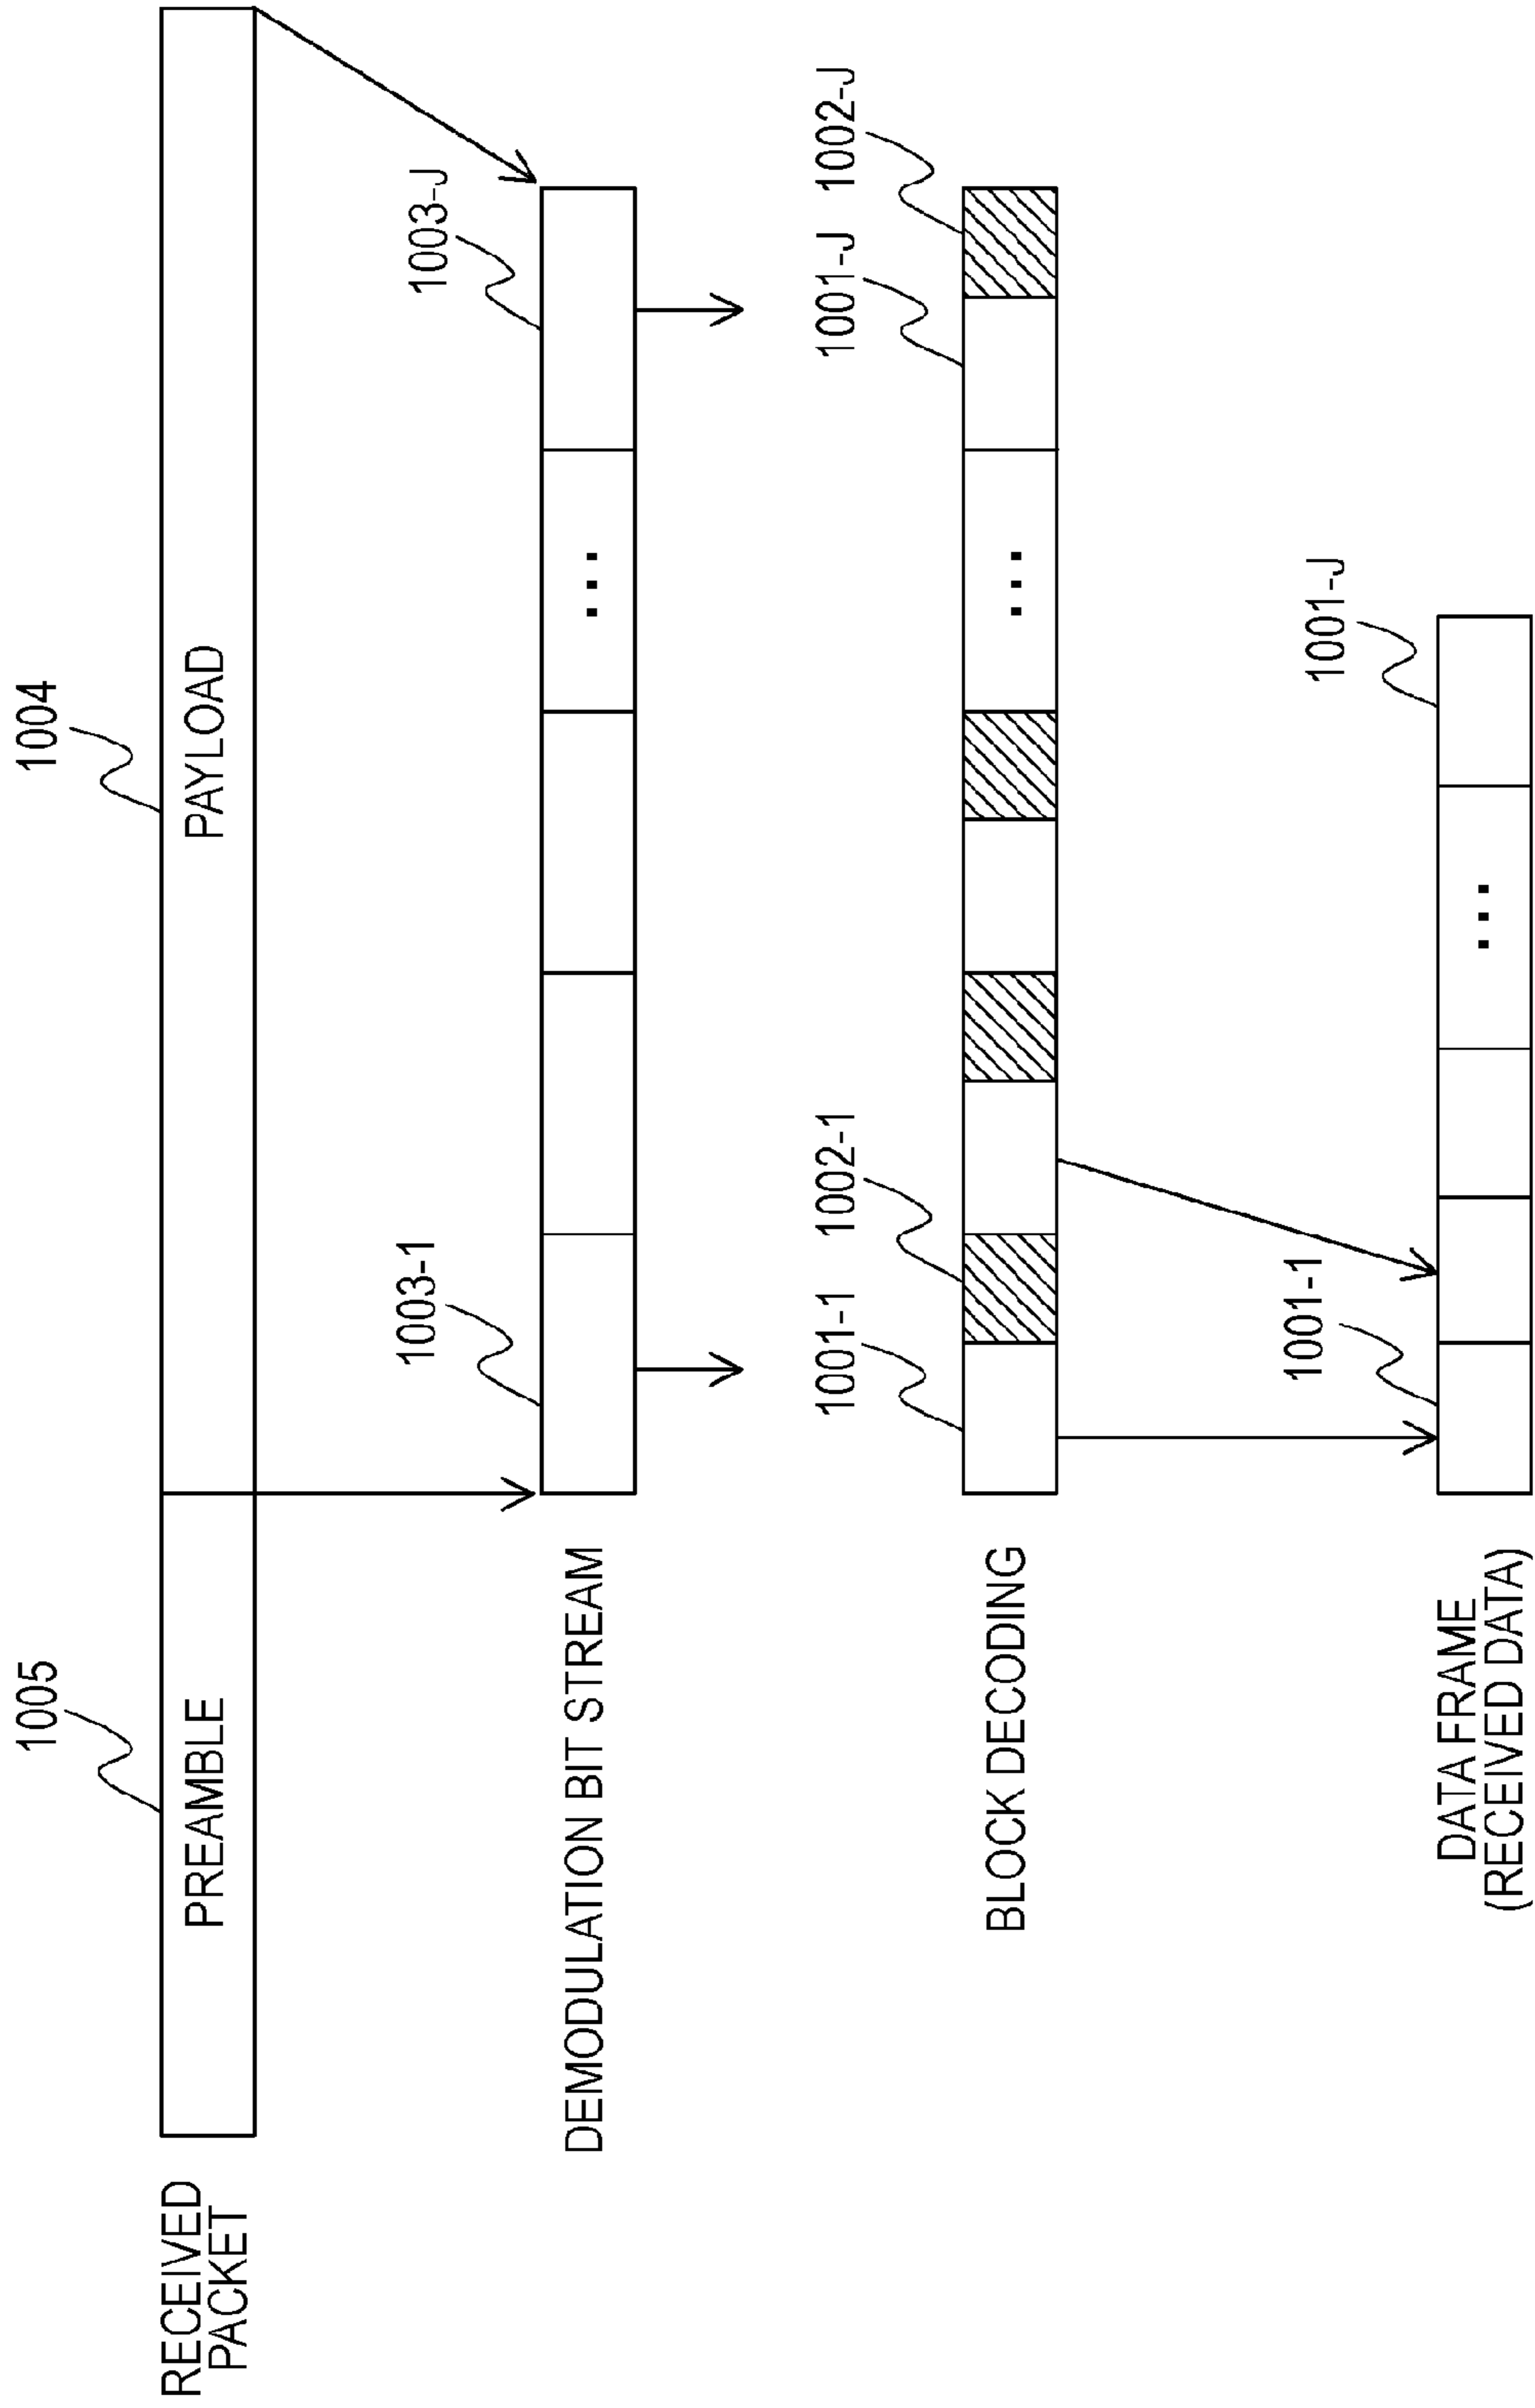 1005
1004
RECEIVED
PACKET
PREAMBLE
PAYLOAD
1003-1
1003-J
DEMODULATION BIT STREAM
...
1001-1
1002-1
1001-J
1002-J
BLOCK DECODING
...
1001-1
1001-J
DATA FRAME
(RECEIVED DATA)
...